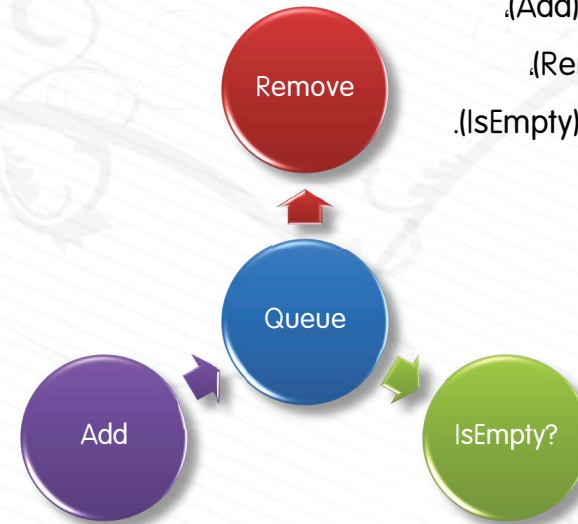 .(Add)
.(IsEmpty)
Remove
Queue
Add
IsEmpty?